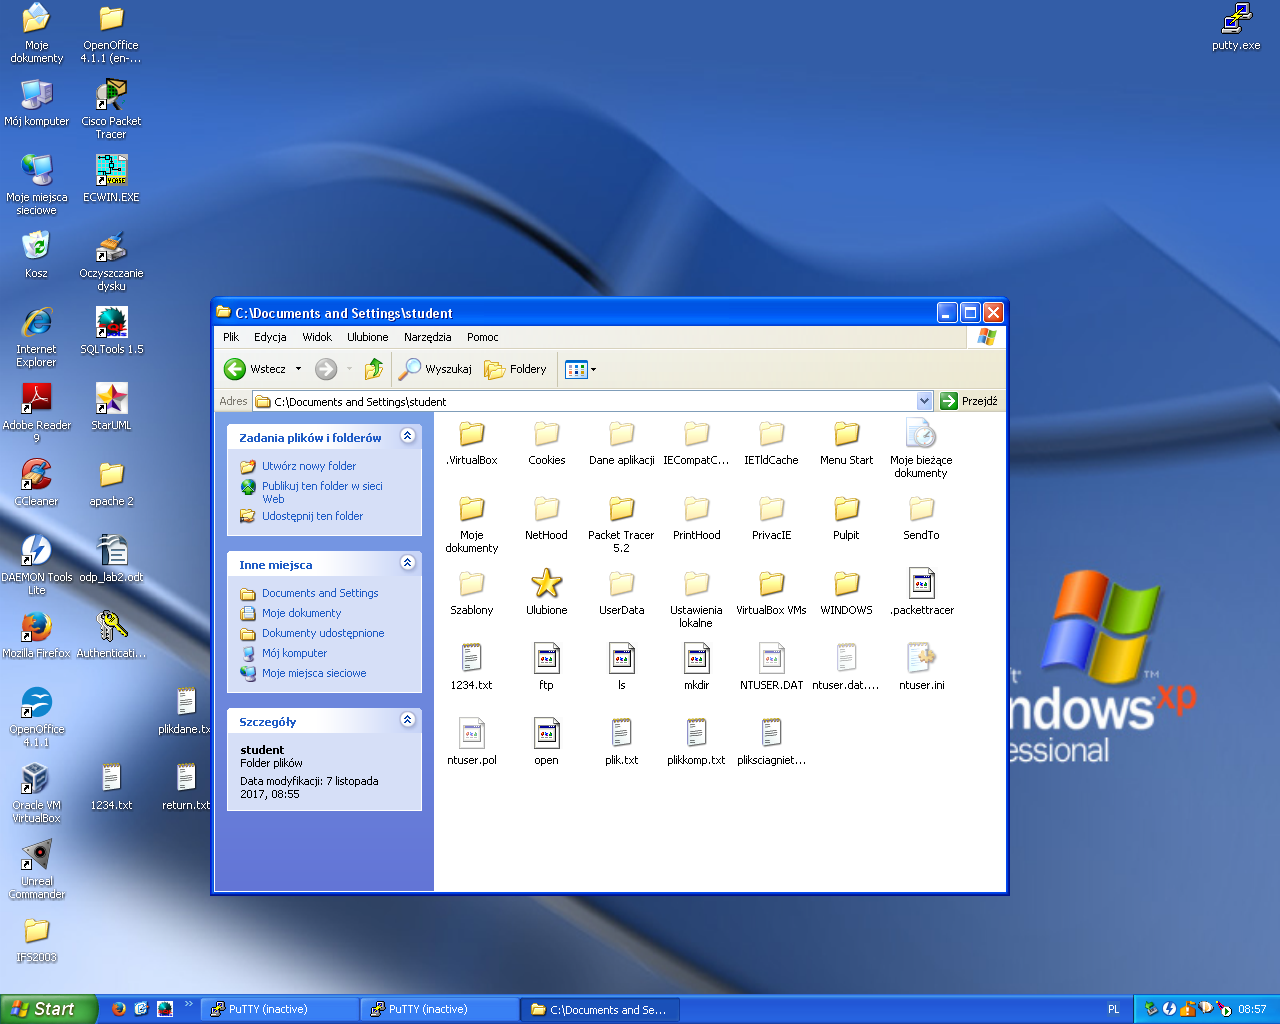 Moje
dokumenty
OpenOffice
4.1.1 (en-...
putty.exe
Mój komputer
Cisco Packet
Tracer
Moje miejsca
sieciowe
ECWIN.EXE
Kosz
Oczyszczanie
dysku
Internet
Explorer
SQLTools 1.5
Adobe Reader
9
StarUML
CCleaner
apache 2
DAEMON Tools
Lite
odp_lab2.odt
Mozilla Firefox
Authenticati...
OpenOffice
4.1.1
plikdane.tx
Oracle VM
VirtualBox
1234.txt
return.txt
Unreal
Commander
IFS2003
C:\Documents and Settings\student
Plik Edycja Widok Ulubione Narzędzia Pomoc
Wstecz Wyszukaj Foldery
Adres C:\Documents and Settings\student Przejdź
Zadania plików i folderów
Utwórz nowy folder
Publikuj ten folder w sieci
Web
Udostępnij ten folder
Inne miejsca
Documents and Settings
Moje dokumenty
Dokumenty udostępnione
Mój komputer
Moje miejsca sieciowe
Szczegóły
student
Folder plików
Data modyfikacji: 7 listopada
2017, 08:55
.VirtualBox
Cookies
Dane aplikacji
IECompatC...
IETldCache
Menu Start
Moje bieżące
dokumenty
Moje
dokumenty
NetHood
Packet Tracer
5.2
PrintHood
PrivacIE
Pulpit
SendTo
Szablony
Ulubione
UserData
Ustawienia
lokalne
VirtualBox VMs
WINDOWS
.packettracer
1234.txt
ftp
ls
mkdir
NTUSER.DAT
ntuser.dat....
ntuser.ini
ntuser.pol
open
plik.txt
plikkomp.txt
pliksciagniet...
ft
TM
ndows xp
essional
Start
PuTTY (inactive)
PuTTY (inactive)
C:\Documents and Se...
PL
08:57